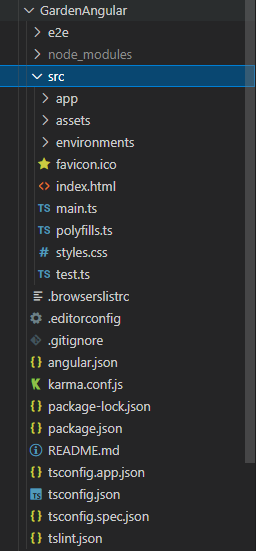 GardenAngular
e2e
node_modules
src
app
assets
environments
favicon.ico
index.html
TS main.ts
TS polyfills.ts
# styles.css
TS test.ts
.browserslistrc
.editorconfig
.gitignore
{} angular.json
karma.conf.js
{} package-lock.json
{} package.json
README.md
{} tsconfig.app.json
TS tsconfig.json
{} tsconfig.spec.json
{} tslint.json